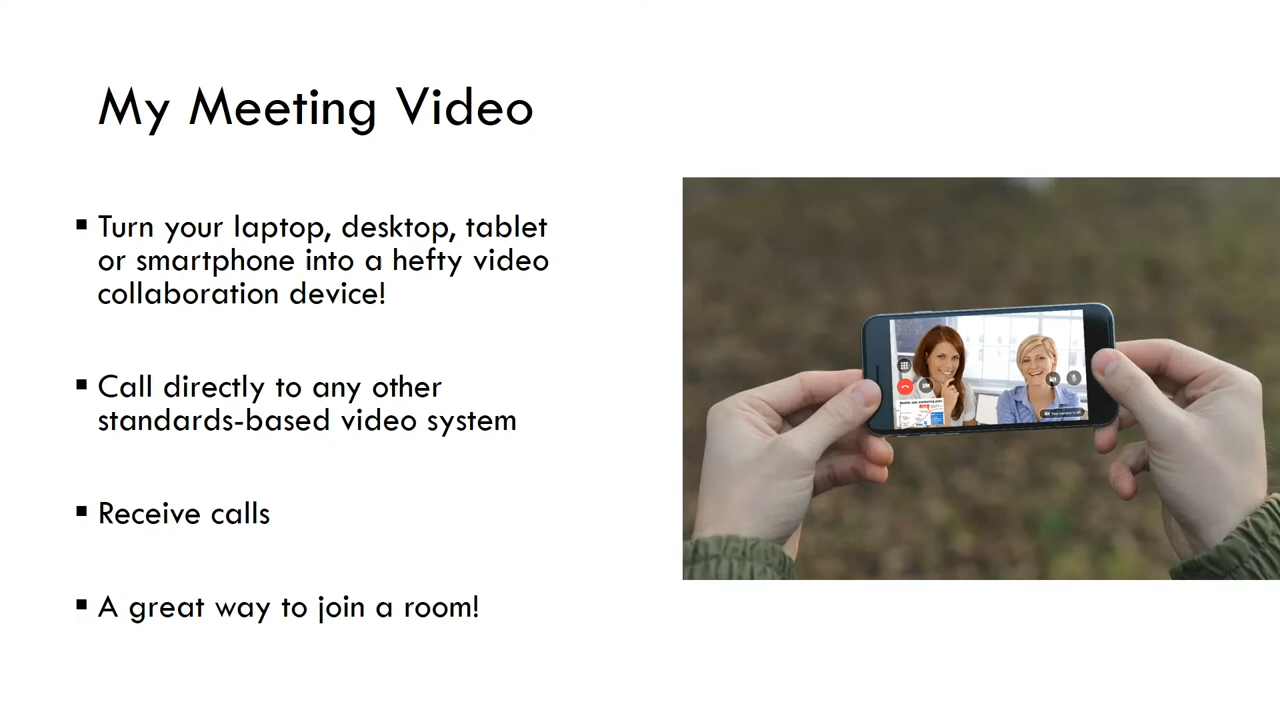 My Meeting Video
▪ Turn your laptop, desktop, tablet
or smartphone into a hefty video
collaboration device!
▪ Call directly to any other
standards-based video system
▪ Receive calls
▪ A great way to join a room!